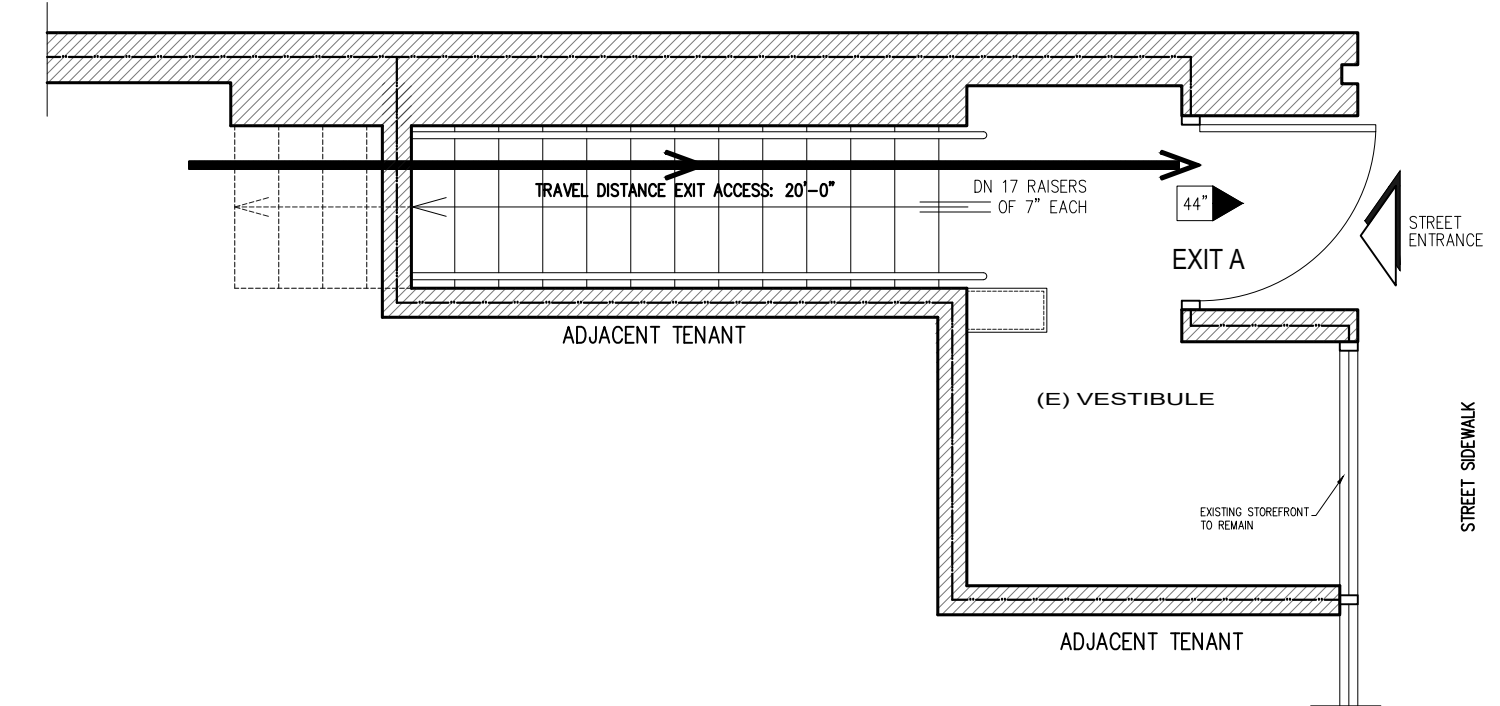 TRAVEL DISTANCE EXIT ACCESS: 20'-0"
DN 17 RAISERS
OF 7" EACH
44"
EXIT A
STREET
ENTRANCE
ADJACENT TENANT
(E) VESTIBULE
EXISTING STOREFRONT
TO REMAIN
STREET SIDEWALK
ADJACENT TENANT